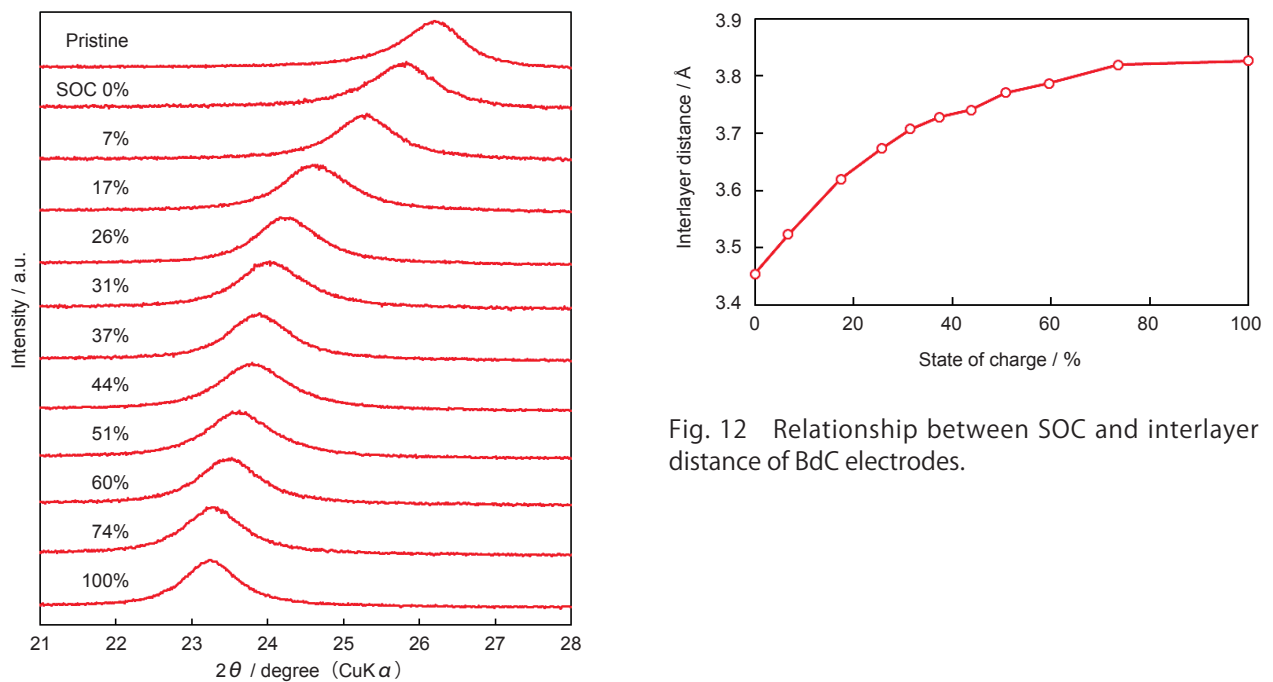 Pristine
SOC 0%
7%
17%
26%
31%
37%
44%
51%
60%
74%
100%
Intensity / a.u.
21 22 23 24 25 26 27 28
2θ / degree (CuKα)
3.9
3.8
3.7
3.6
3.5
3.4
Interlayer distance / Å
0 20 40 60 80 100
State of charge / %
Fig. 12 Relationship between SOC and interlayer
distance of BdC electrodes.